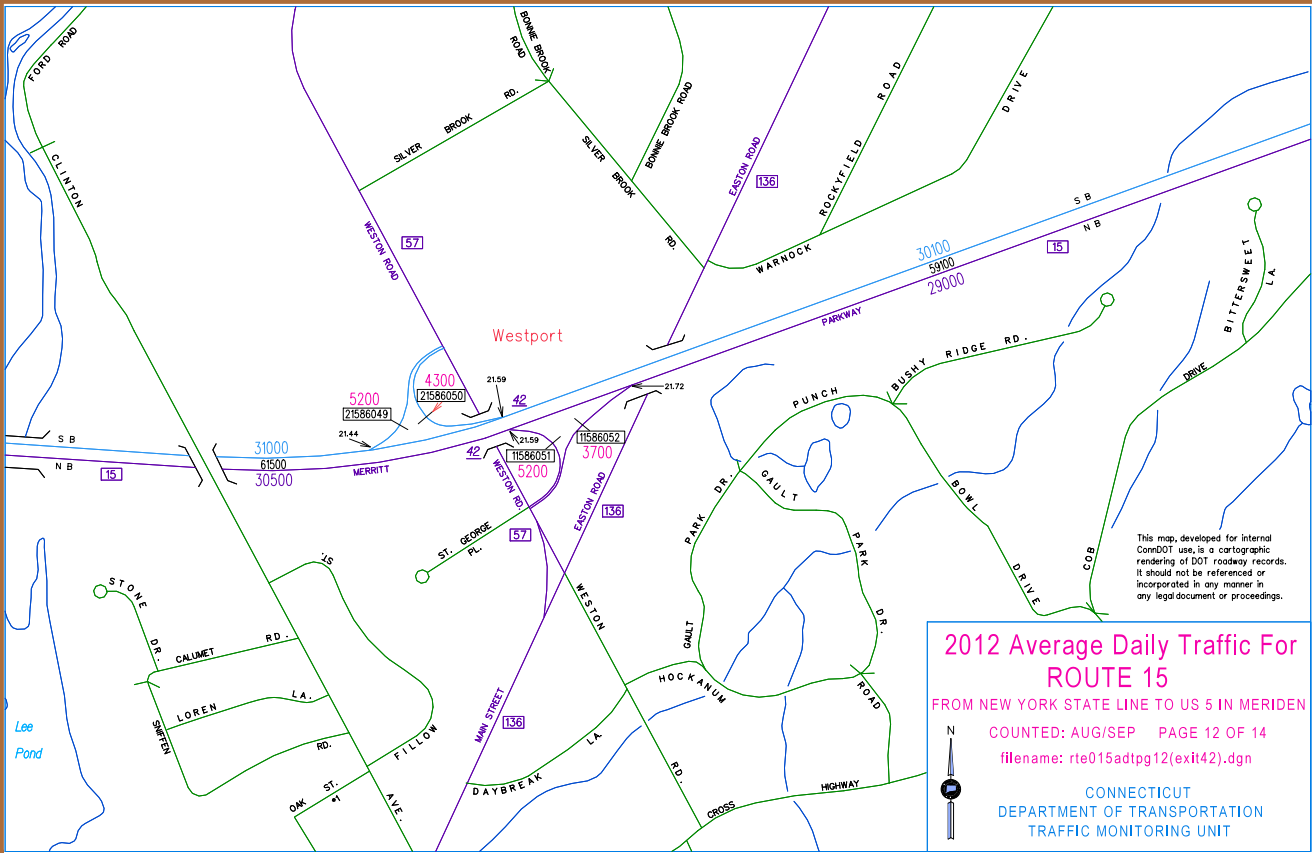 FORD ROAD
BONNIE BROOK ROAD
SILVER BROOK RD.
BONNIE BROOK ROAD
SILVER BROOK RD.
CLINTON AVE.
WESTON ROAD
57
EASTON ROAD
136
ROCKYFIELD ROAD
WARNOCK DRIVE
SB
NB
15
30100
59100
29000
PARKWAY
BITTERSWEET LA.
Westport
BUSHY RIDGE RD.
5200
21586049
4300
21586050
21.59
42
21.72
21.44
SB
NB
15
31000
61500
30500
MERRITT
42
21.59
11586051
5200
11586052
3700
WESTON RD.
57
EASTON ROAD
136
ST. GEORGE PL.
PUNCH BOWL DRIVE
GAULT PARK DR.
GAULT PARK DR.
COB DRIVE
This map, developed for internal
ConnDOT use, is a cartographic
rendering of DOT roadway records.
It should not be referenced or
incorporated in any manner in
any legal document or proceedings.
STONE DR.
CALUMET RD.
LOREN LA.
SNIFFEN RD.
FILLOW ST.
OAK ST.
•1
WESTON RD.
HOCKANUM ROAD
MAIN STREET
136
DAYBREAK LA.
CROSS HIGHWAY
Lee
Pond
2012 Average Daily Traffic For
ROUTE 15
FROM NEW YORK STATE LINE TO US 5 IN MERIDEN
COUNTED: AUG/SEP PAGE 12 OF 14
filename: rte015adtpg12(exit42).dgn
N
CONNECTICUT
DEPARTMENT OF TRANSPORTATION
TRAFFIC MONITORING UNIT